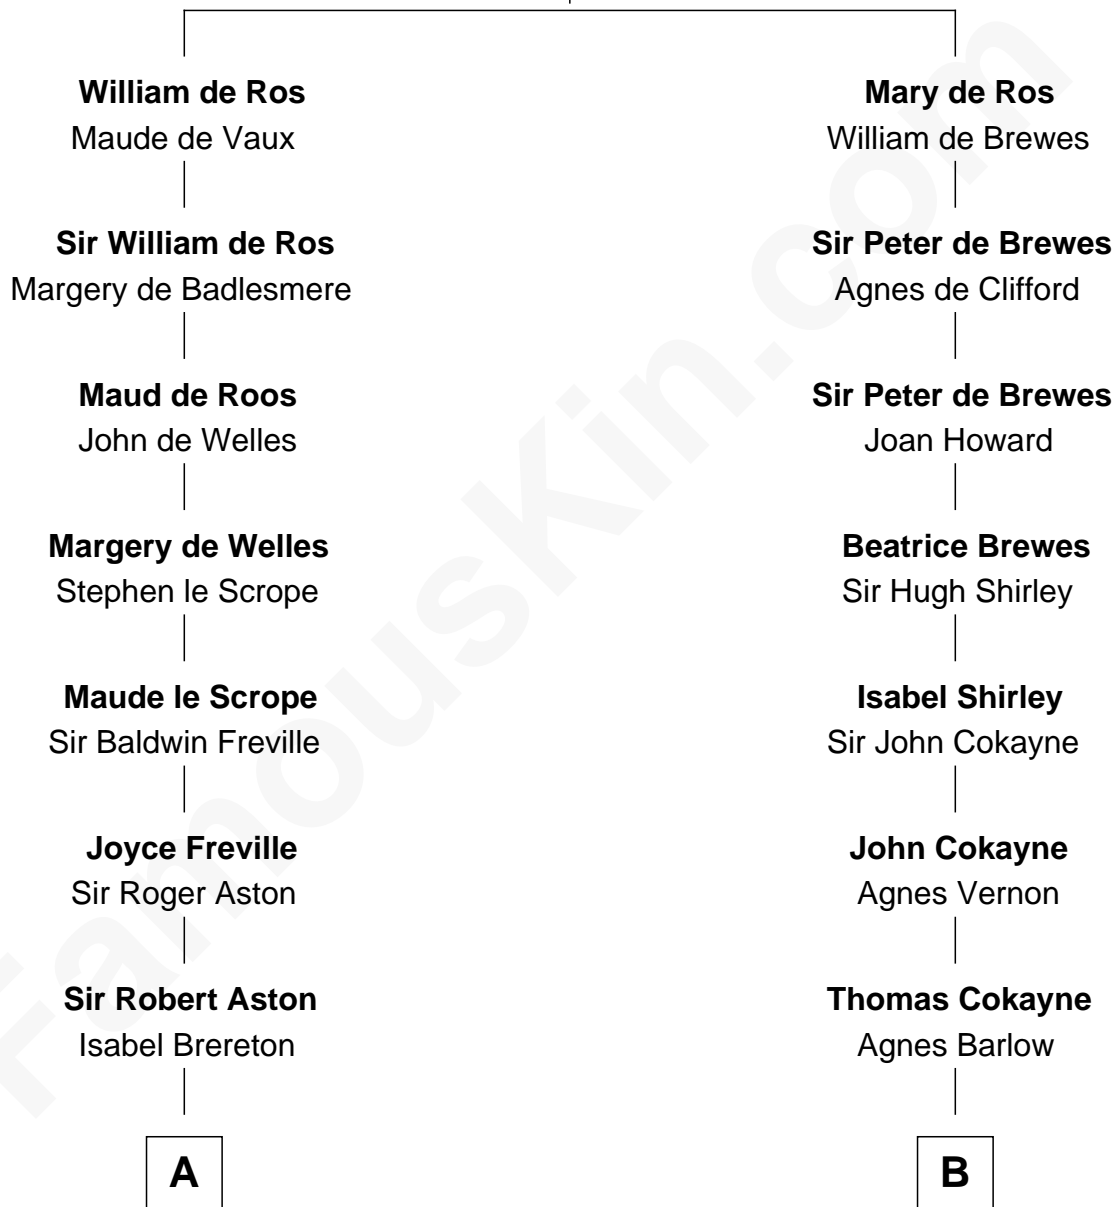 William de Ros
Maude de Vaux
Sir William de Ros
Margery de Badlesmere
Maud de Roos
John de Welles
Margery de Welles
Stephen le Scrope
Maude le Scrope
Sir Baldwin Freville
Joyce Freville
Sir Roger Aston
Sir Robert Aston
Isabel Brereton
A
Mary de Ros
William de Brewes
Sir Peter de Brewes
Agnes de Clifford
Sir Peter de Brewes
Joan Howard
Beatrice Brewes
Sir Hugh Shirley
Isabel Shirley
Sir John Cokayne
John Cokayne
Agnes Vernon
Thomas Cokayne
Agnes Barlow
B
FamousKin.com